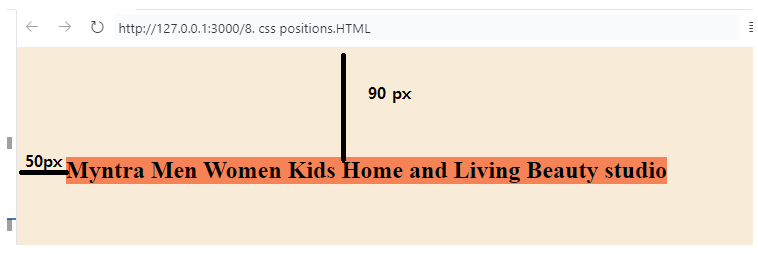 http://127.0.0.1:3000/8. css positions.HTML
90 px
50px
Myntra Men Women Kids Home and Living Beauty studio